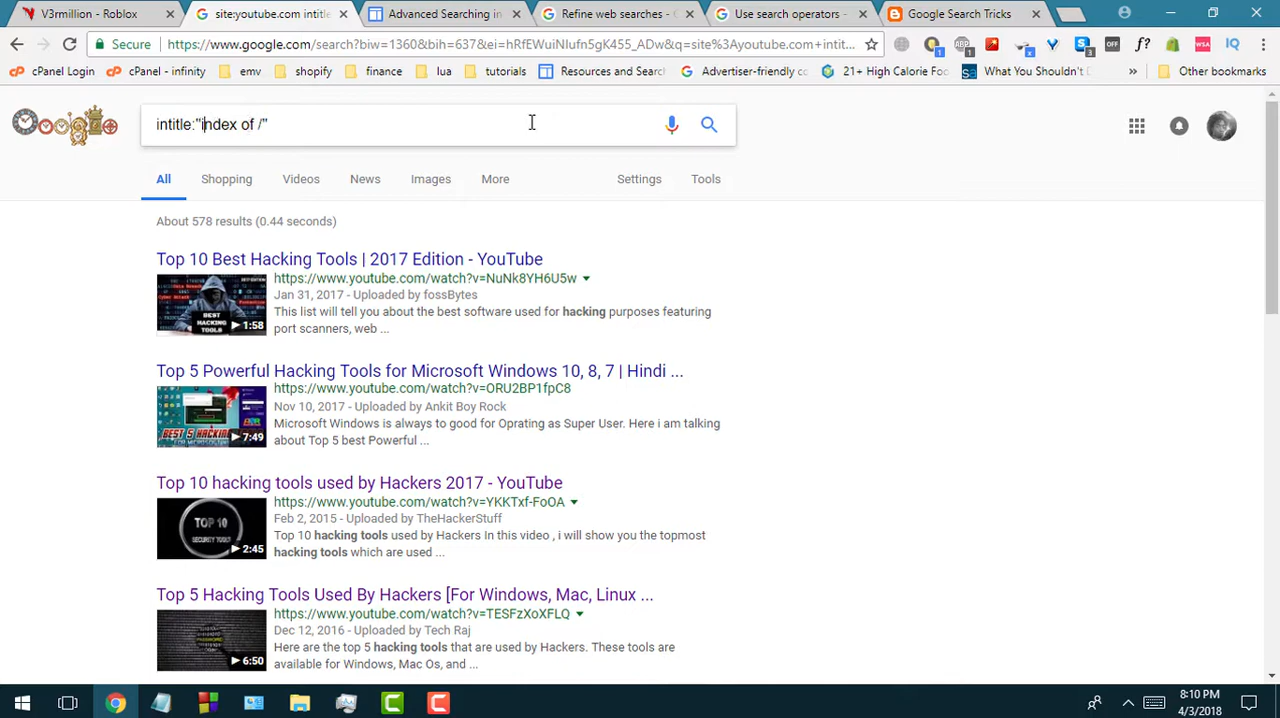 V3rmillion - Roblox
site:youtube.com intitle
Advanced Searching in
Refine web searches -
Use search operators -
Google Search Tricks
Secure
https://www.google.com/search?biw=1360&bih=637&ei=hRfEWuiNIufn5gK455_ADw&q=site%3Ayoutube.com+intit...
cPanel Login
cPanel - infinity
emv
shopify
finance
lua
tutorials
Resources and Searc
Advertiser-friendly co
21+ High Calorie Foo
What You Shouldn't D
Other bookmarks
intitle:"index of /"
All
Shopping
Videos
News
Images
More
Settings
Tools
About 578 results (0.44 seconds)
Top 10 Best Hacking Tools | 2017 Edition - YouTube
https://www.youtube.com/watch?v=NuNk8YH6U5w
Jan 31, 2017 - Uploaded by foxaBytes
This list will tell you about the best software used for hacking purposes featuring
port scanners, web ...
BEST
HACKING
TOOLS
1:58
Top 5 Powerful Hacking Tools for Microsoft Windows 10, 8, 7 | Hindi ...
https://www.youtube.com/watch?v=ORU2BP1fpC8
Nov 10, 2017 - Uploaded by Ankit Boy Rock
Microsoft Windows is always to good for Oprating as Super User. Here i am talking
about Top 5 best Powerful ...
7:49
Top 10 hacking tools used by Hackers 2017 - YouTube
https://www.youtube.com/watch?v=YKKTxf-FoOA
Feb 2, 2015 - Uploaded by TheHackerStuff
Top 10 hacking tools used by Hackers In this video , i will show you the topmost
hacking tools which are used ...
TOP 10
2:45
Top 5 Hacking Tools Used By Hackers [For Windows, Mac, Linux ...
https://www.youtube.com/watch?v=TESFzXoXFLQ
Dec 2, 2016 - Uploaded by Tech Raj
Here are top 5 Hacking Tools used by Hackers. These tools are
available for Windows, Mac Os, and ...
6:50
8:10 PM
4/3/2018